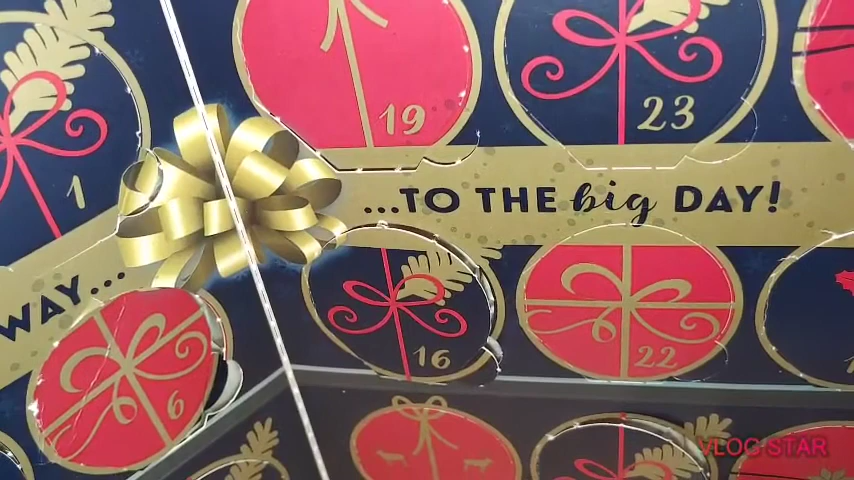 19
23
1
...TO THE big DAY!
WAY...
16
22
6
VLOG STAR